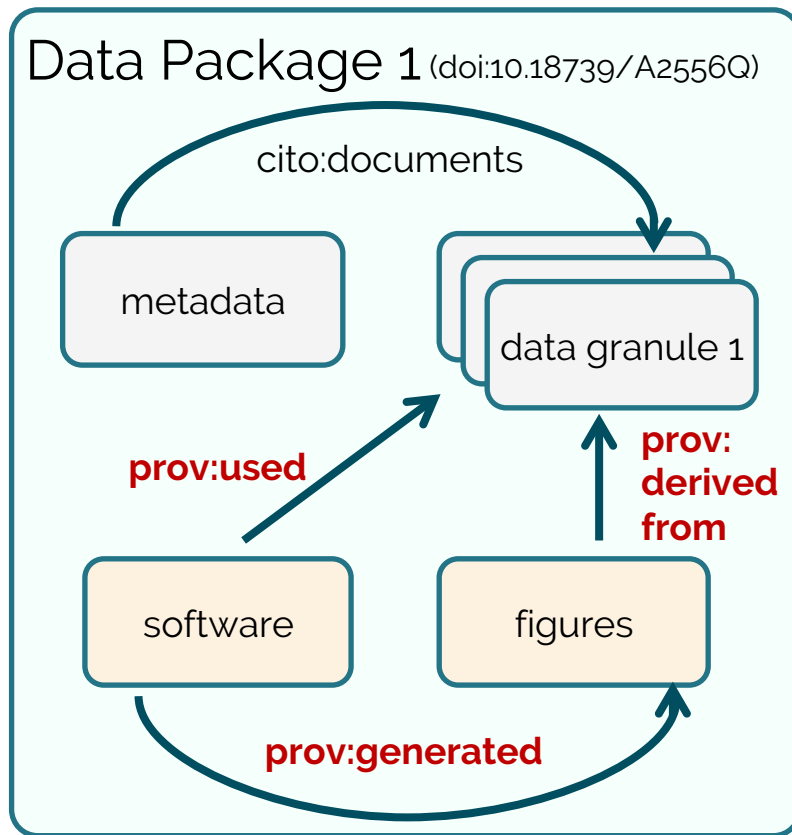 Data Package 1 (doi:10.18739/A2556Q)
cito:documents
metadata
data granule 1
prov:used
prov:
derived
from
software
figures
prov:generated